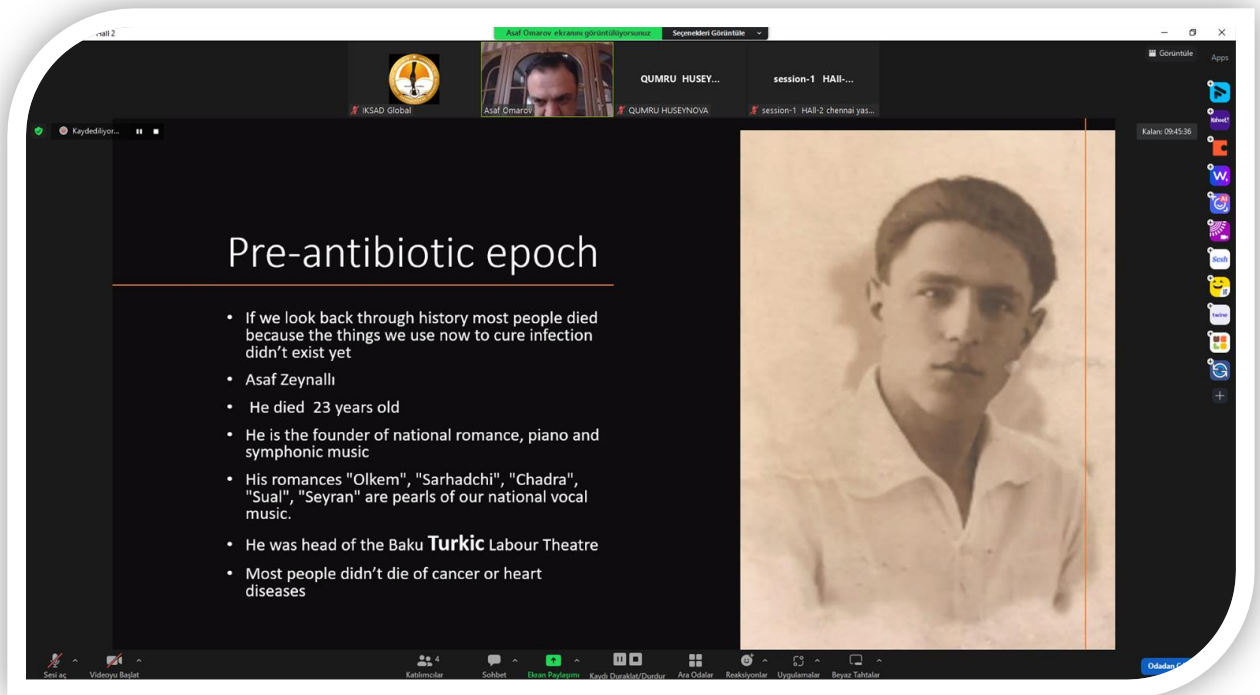 Hall 2
Asaf Omarov ekranını görüntülüyorsunuz
Seçenekleri Görüntüle
Görüntüle
Apps
QUMRU HUSEY...
session-1 HAll-...
iKSAD Global
Asaf Omarov
QUMRU HUSEYNOVA
session-1 HAll-2 chennai yas...
Kaydediliyor...
Kalan: 09:45:36
Kahoot!
W.
AI
Sesh
twine
Pre-antibiotic epoch
• If we look back through history most people died
because the things we use now to cure infection
didn't exist yet
• Asaf Zeynallı
• He died 23 years old
• He is the founder of national romance, piano and
symphonic music
• His romances "Olkem", "Sarhadchi", "Chadra",
"Sual", "Seyran" are pearls of our national vocal
music.
• He was head of the Baku Turkic Labour Theatre
• Most people didn't die of cancer or heart
diseases
Sesi aç
Videoyu Başlat
4
Katılımcılar
Sohbet
Ekran Paylaşımı
Kaydı Duraklat/Durdur
Ara Odalar
Reaksiyonlar
Uygulamalar
Beyaz Tahtalar
Odadan